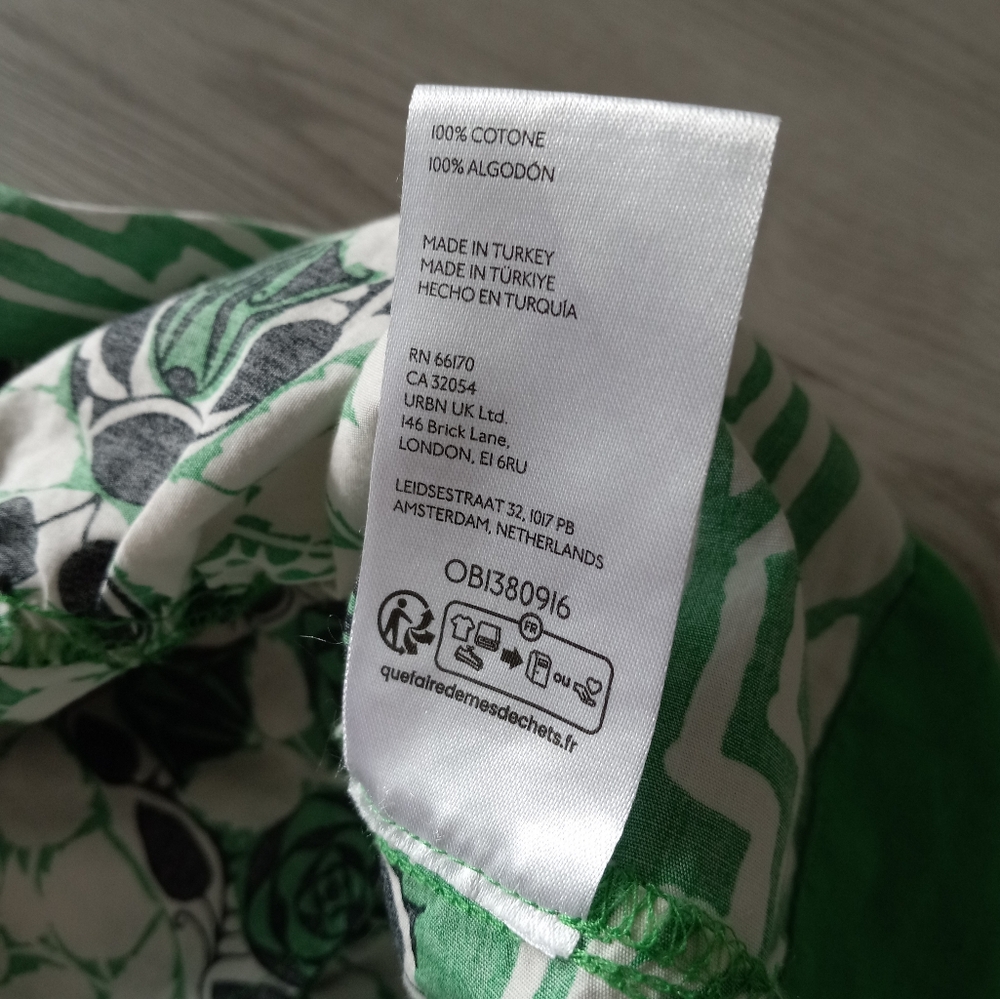 100% COTONE
100% ALGODÓN
MADE IN TURKEY
MADE IN TÜRKIYE
HECHO EN TURQUÍA
RN 66170
CA 32054
URBN UK Ltd.
146 Brick Lane,
LONDON, E1 6RU
LEIDSESTRAAT 32, 1017 PB
AMSTERDAM, NETHERLANDS
OB1380916
FR
ou
quefairedemesdechets.fr